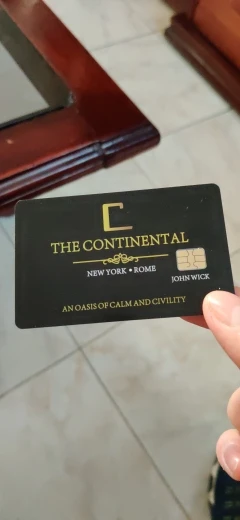 C
THE CONTINENTAL
NEW YORK • ROME
JOHN WICK
AN OASIS OF CALM AND CIVILITY